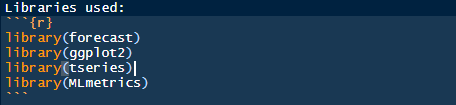 Libraries used:
```{r}
library(forecast)
library(ggplot2)
library(tseries)
library(MLmetrics)
```